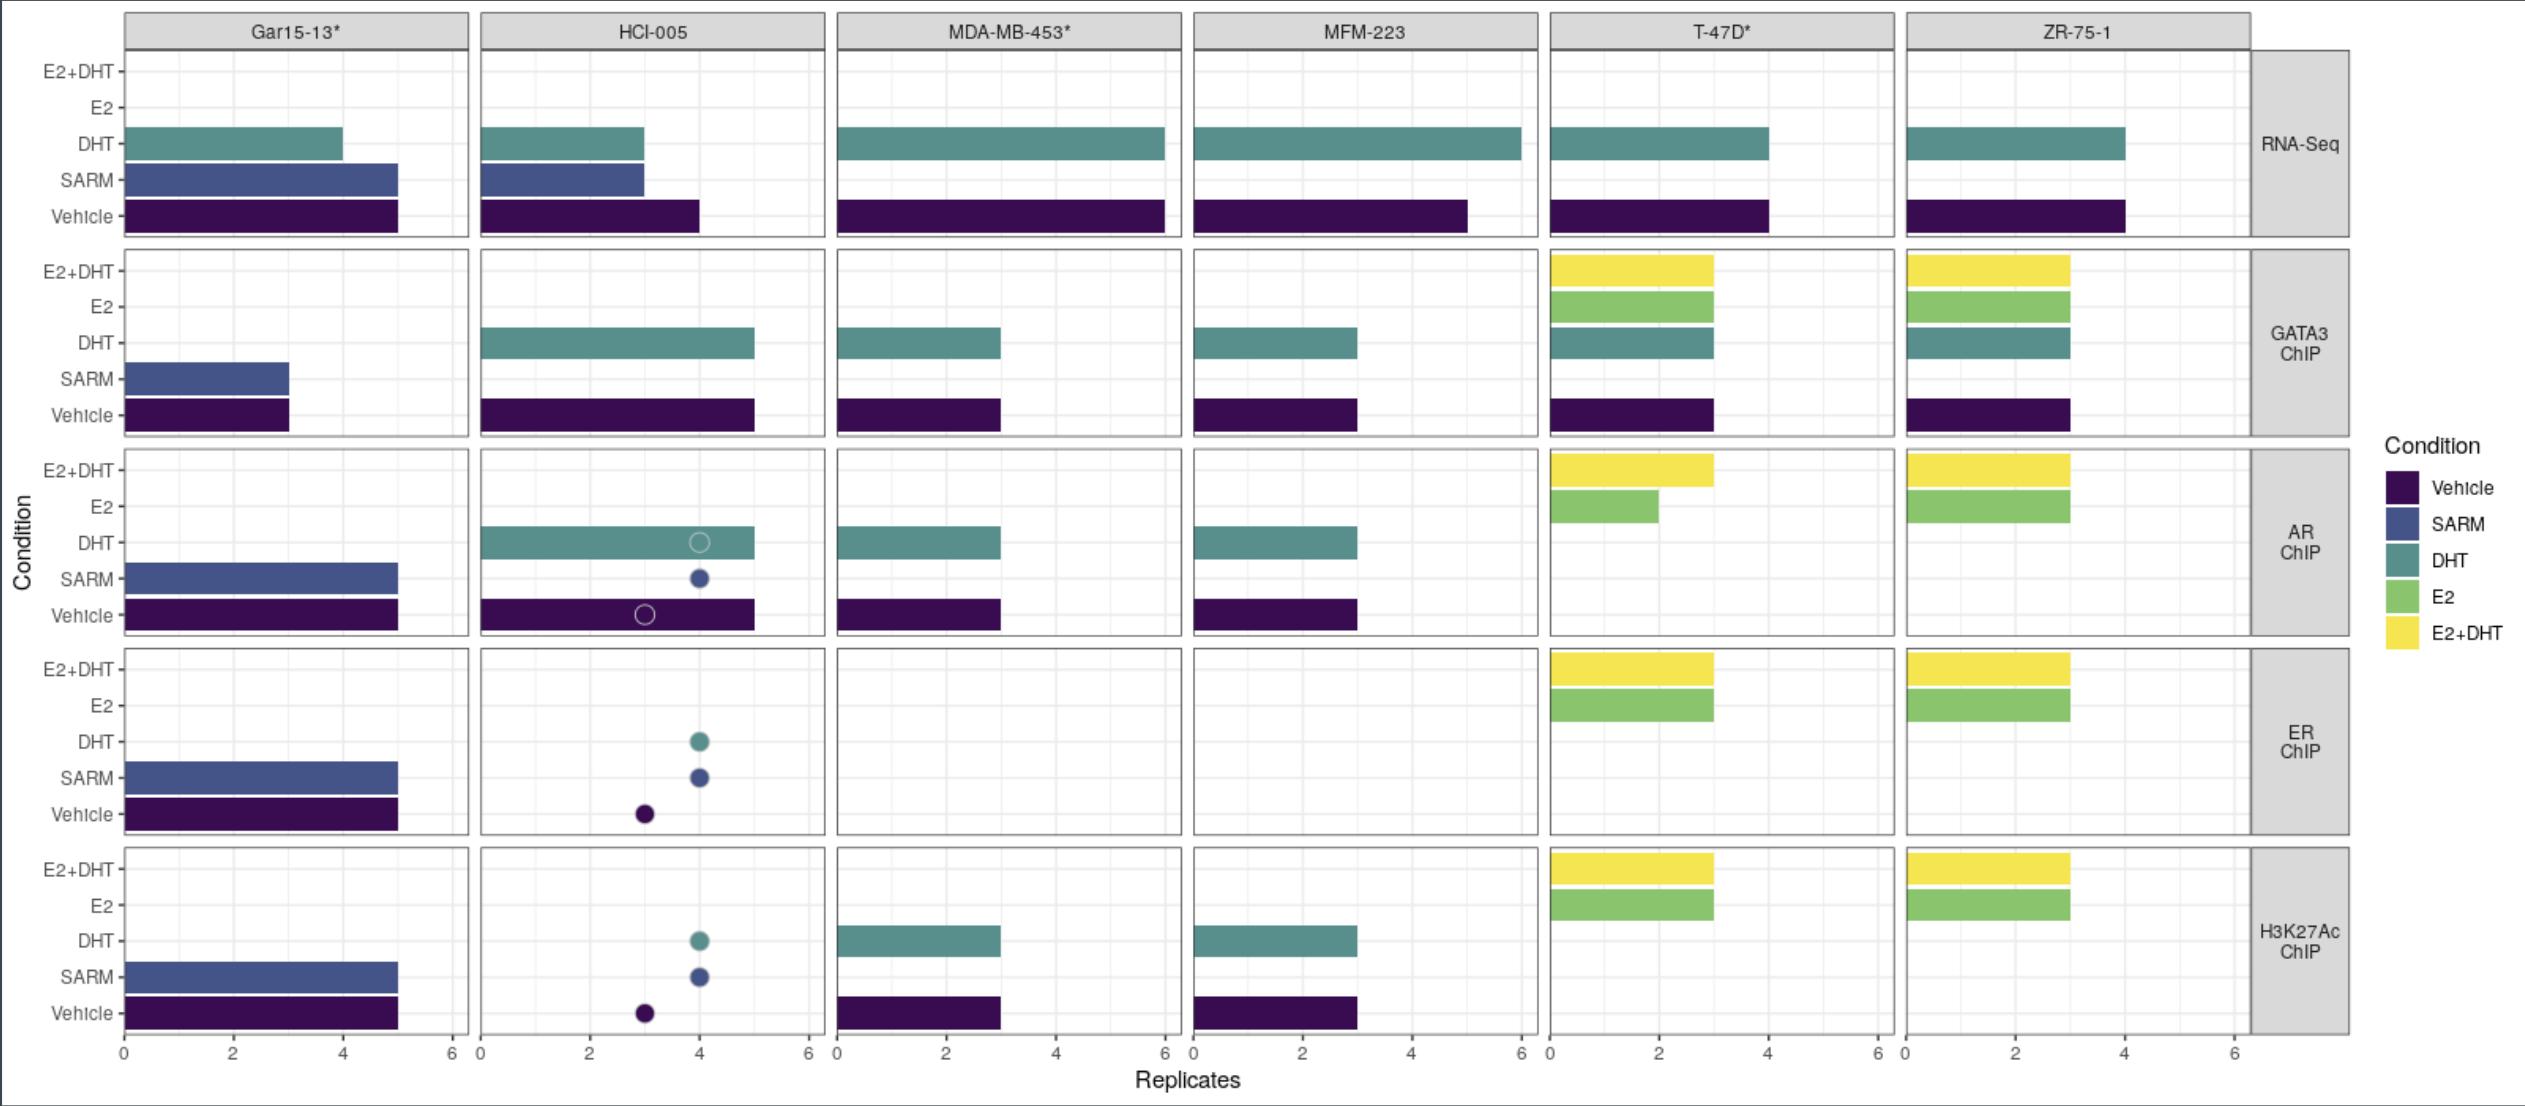 Gar15-13* HCI-005 MDA-MB-453* MFM-223 T-47D* ZR-75-1
E2+DHT
E2
DHT
SARM
Vehicle
RNA-Seq
E2+DHT
E2
DHT
SARM
Vehicle
GATA3
ChIP
E2+DHT
E2
DHT
SARM
Vehicle
AR
ChIP
E2+DHT
E2
DHT
SARM
Vehicle
ER
ChIP
E2+DHT
E2
DHT
SARM
Vehicle
H3K27Ac
ChIP
0 2 4 6 0 2 4 6 0 2 4 6 0 2 4 6 0 2 4 6 0 2 4 6
Replicates
Condition
Condition
Vehicle
SARM
DHT
E2
E2+DHT